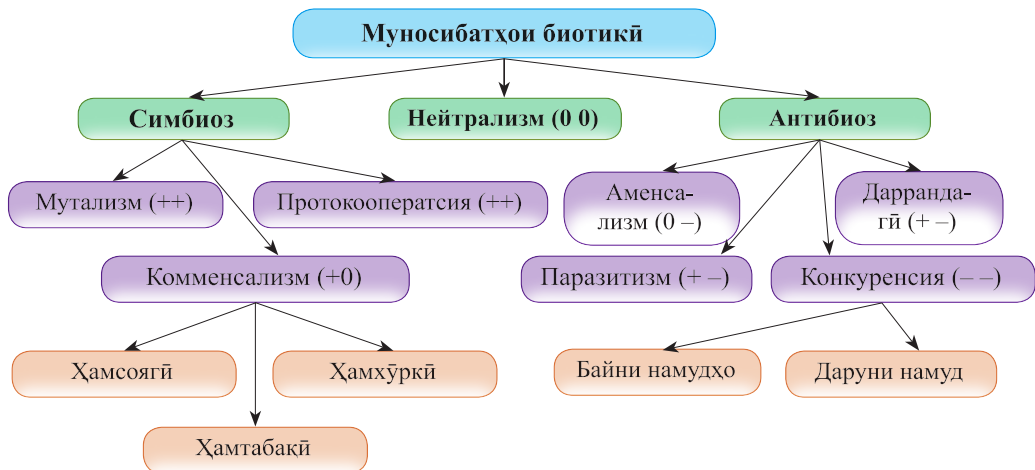 Муносибатҳои биотикӣ
Симбиоз
Нейтрализм (0 0)
Антибиоз
Мутализм (++)
Протокооператсия (++)
Аменса-
лизм (0 –)
Дарранда-
гӣ (+ –)
Комменсализм (+0)
Паразитизм (+ –)
Конкуренсия (– –)
Ҳамсоягӣ
Ҳамхӯркӣ
Байни намудҳо
Даруни намуд
Ҳамтабақӣ